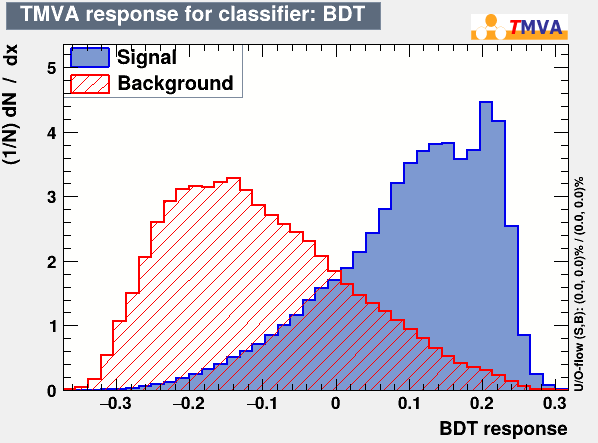 TMVA response for classifier: BDT
TMVA
Signal
Background
(1/N) dN / dx
5
4
3
2
1
0
−0.3 −0.2 −0.1 0 0.1 0.2 0.3
BDT response
U/O-flow (S,B): (0.0, 0.0)% / (0.0, 0.0)%